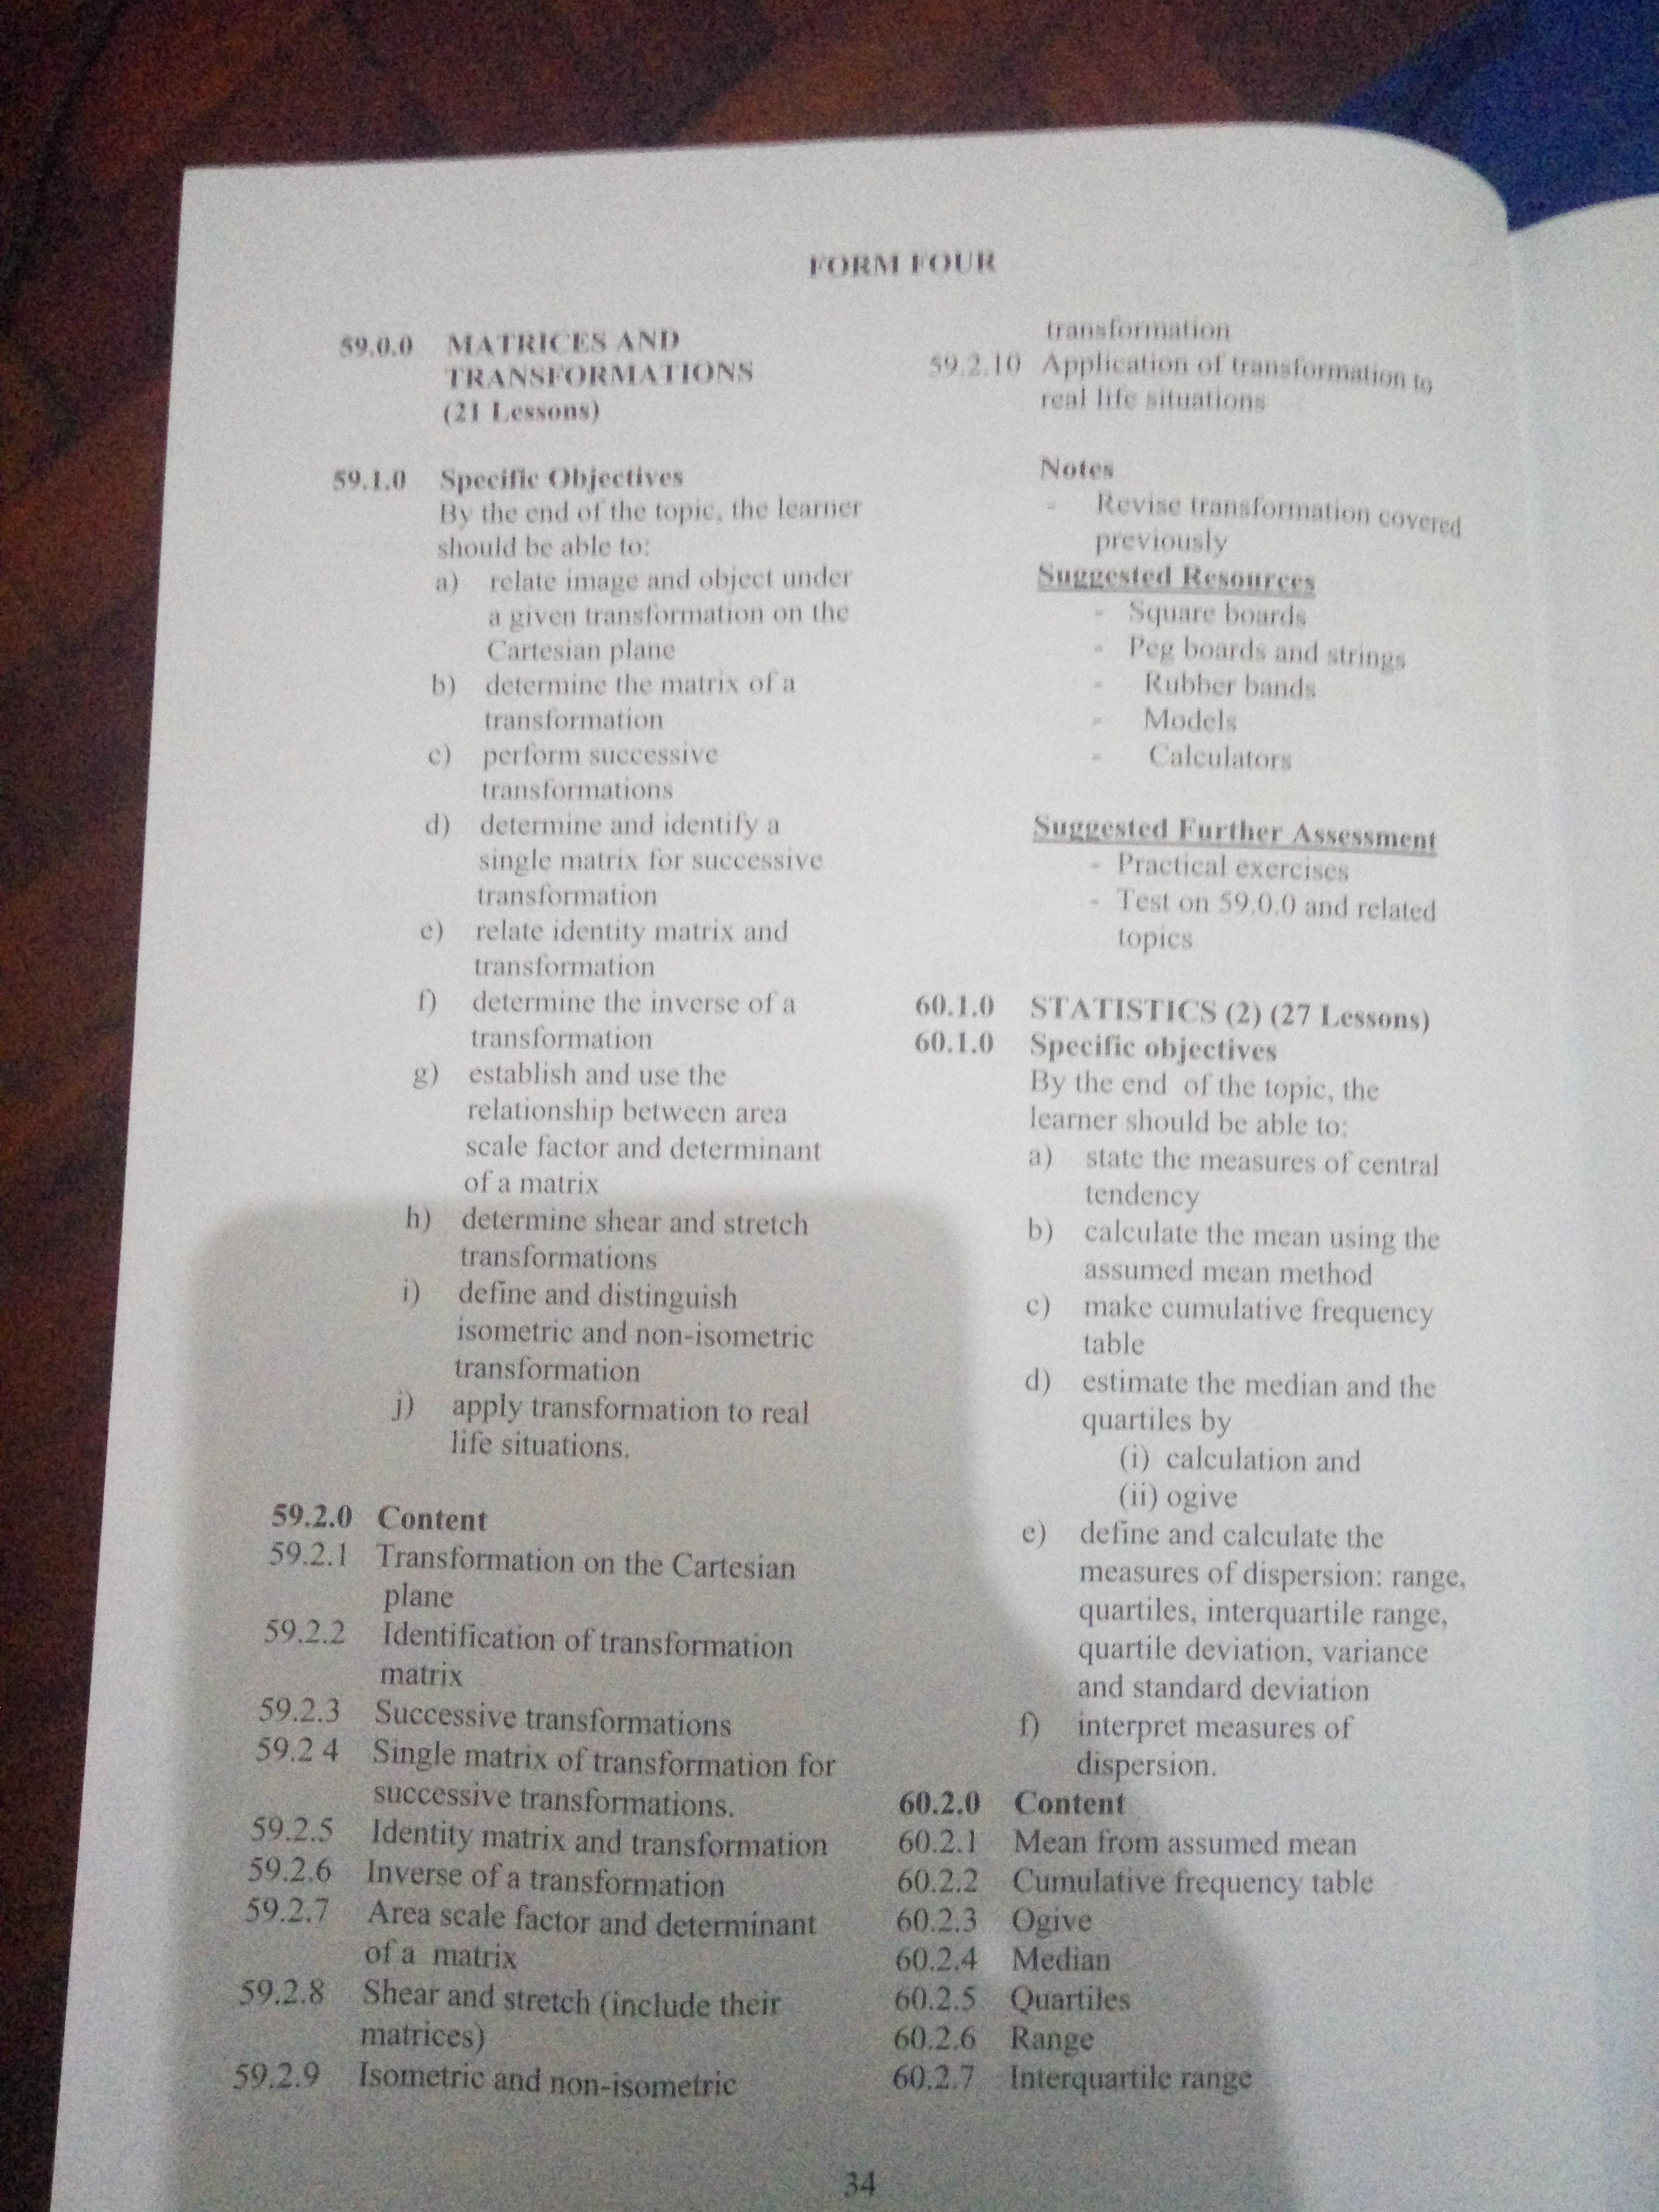 FORM FOUR
59.0.0 MATRICES AND
TRANSFORMATIONS
(21 Lessons)
59.1.0 Specific Objectives
By the end of the topic, the learner
should be able to:
a) relate image and object under
a given transformation on the
Cartesian plane
b) determine the matrix of a
transformation
c) perform successive
transformations
d) determine and identify a
single matrix for successive
transformation
e) relate identity matrix and
transformation
f) determine the inverse of a
transformation
g) establish and use the
relationship between area
scale factor and determinant
of a matrix
h) determine shear and stretch
transformations
i) define and distinguish
isometric and non-isometric
transformation
j) apply transformation to real
life situations.
59.2.0 Content
59.2.1 Transformation on the Cartesian
plane
59.2.2 Identification of transformation
matrix
59.2.3 Successive transformations
59.2 4 Single matrix of transformation for
successive transformations.
59.2.5 Identity matrix and transformation
59.2.6 Inverse of a transformation
59.2.7 Area scale factor and determinant
of a matrix
59.2.8 Shear and stretch (include their
matrices)
59.2.9 Isometric and non-isometric
transformation
59.2.10 Application of transformation to
real life situations
Notes
- Revise transformation covered
previously
Suggested Resources
- Square boards
- Peg boards and strings
- Rubber bands
- Models
- Calculators
Suggested Further Assessment
- Practical exercises
- Test on 59.0.0 and related
topics
60.1.0 STATISTICS (2) (27 Lessons)
60.1.0 Specific objectives
By the end of the topic, the
learner should be able to:
a) state the measures of central
tendency
b) calculate the mean using the
assumed mean method
c) make cumulative frequency
table
d) estimate the median and the
quartiles by
(i) calculation and
(ii) ogive
e) define and calculate the
measures of dispersion: range,
quartiles, interquartile range,
quartile deviation, variance
and standard deviation
f) interpret measures of
dispersion.
60.2.0 Content
60.2.1 Mean from assumed mean
60.2.2 Cumulative frequency table
60.2.3 Ogive
60.2.4 Median
60.2.5 Quartiles
60.2.6 Range
60.2.7 Interquartile range
34